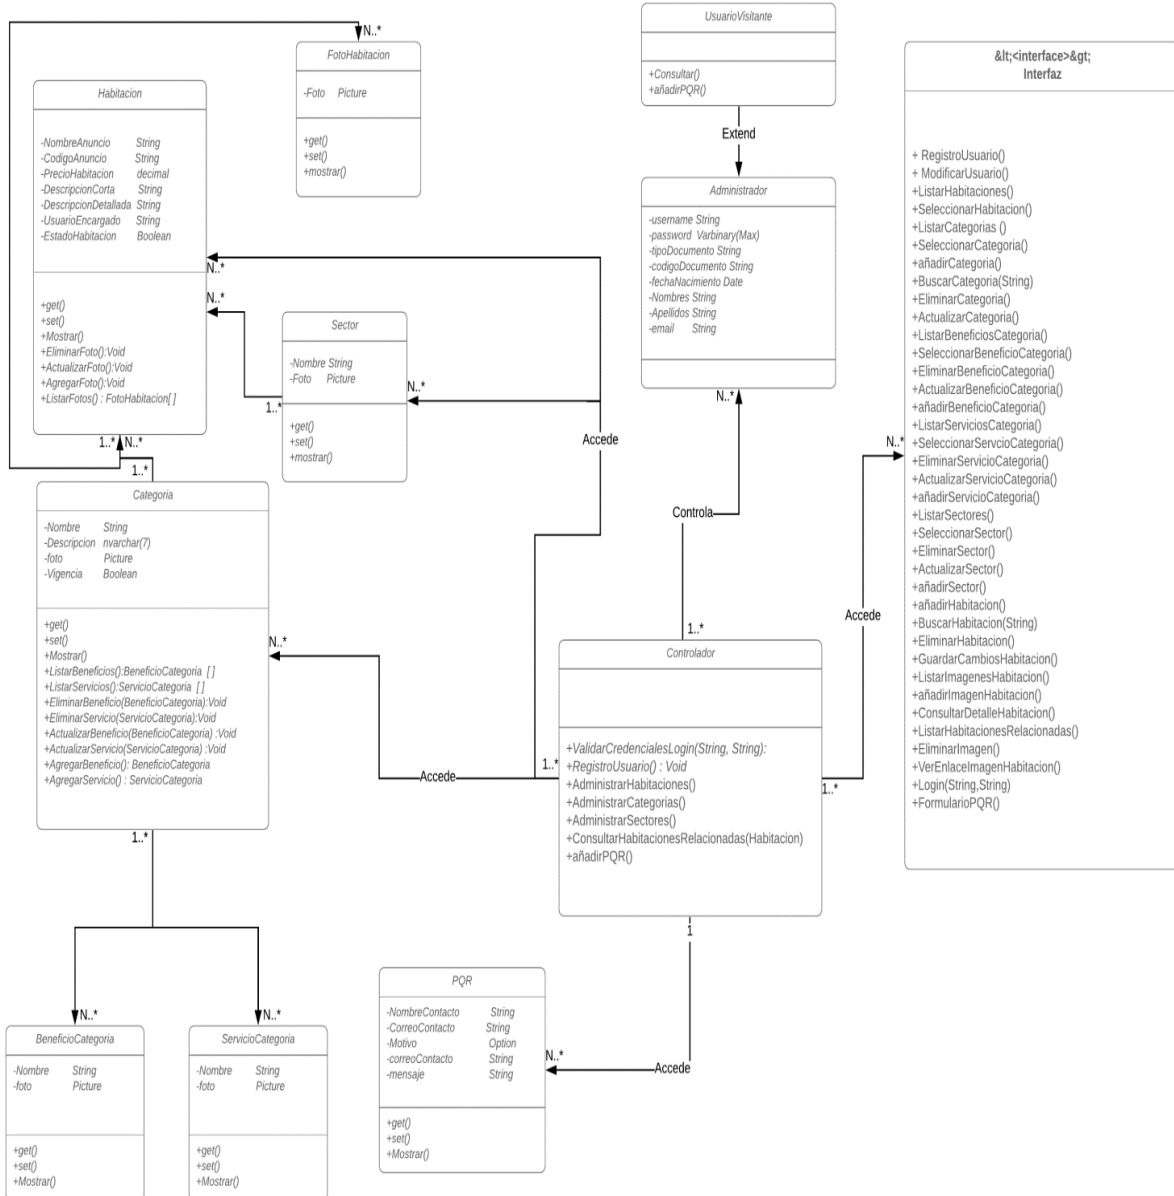 N..*
FotoHabitacion
-Foto Picture
+get()
+set()
+mostrar()
Habitacion
-NombreAnuncio String
-CodigoAnuncio String
-PrecioHabitacion decimal
-DescripcionCorta String
-DescripcionDetallada String
-UsuarioEncargado String
-EstadoHabitacion Boolean
+get()
+set()
+Mostrar()
+EliminarFoto():Void
+ActualizarFoto():Void
+AgregarFoto():Void
+ListarFotos() : FotoHabitacion[ ]
N..*
N..*
1..* N..*
1..*
Sector
-Nombre String
-Foto Picture
+get()
+set()
+mostrar()
1..*
N..*
Accede
UsuarioVisitante
+Consultar()
+añadirPQR()
Extend
Administrador
-username String
-password Varbinary(Max)
-tipoDocumento String
-codigoDocumento String
-fechaNacimiento Date
-Nombres String
-Apellidos String
-email String
N..*
Controla
1..*
&lt;<interface>&gt;
Interfaz
+ RegistroUsuario()
+ ModificarUsuario()
+ListarHabitaciones()
+SeleccionarHabitacion()
+ListarCategorias ()
+SeleccionarCategoria()
+añadirCategoria()
+BuscarCategoria(String)
+EliminarCategoria()
+ActualizarCategoria()
+ListarBeneficiosCategoria()
+SeleccionarBeneficioCategoria()
+EliminarBeneficioCategoria()
+ActualizarBeneficioCategoria()
+añadirBeneficioCategoria()
+ListarServiciosCategoria()
+SeleccionarServcioCategoria()
+EliminarServicioCategoria()
+ActualizarServicioCategoria()
+añadirServicioCategoria()
+ListarSectores()
+SeleccionarSector()
+EliminarSector()
+ActualizarSector()
+añadirSector()
+añadirHabitacion()
+BuscarHabitacion(String)
+EliminarHabitacion()
+GuardarCambiosHabitacion()
+ListarImagenesHabitacion()
+añadirImagenHabitacion()
+ConsultarDetalleHabitacion()
+ListarHabitacionesRelacionadas()
+EliminarImagen()
+VerEnlaceImagenHabitacion()
+Login(String,String)
+FormularioPQR()
N..*
Accede
1..*
Categoria
-Nombre String
-Descripcion nvarchar(7)
-foto Picture
-Vigencia Boolean
+get()
+set()
+Mostrar()
+ListarBeneficios():BeneficioCategoria [ ]
+ListarServicios():ServicioCategoria [ ]
+EliminarBeneficio(BeneficioCategoria):Void
+EliminarServicio(ServicioCategoria):Void
+ActualizarBeneficio(BeneficioCategoria) :Void
+ActualizarServicio(ServicioCategoria) :Void
+AgregarBeneficio(): BeneficioCategoria
+AgregarServicio() : ServicioCategoria
N..*
Accede
1..*
1..*
Controlador
+ValidarCredencialesLogin(String, String):
+RegistroUsuario() : Void
+AdministrarHabitaciones()
+AdministrarCategorias()
+AdministrarSectores()
+ConsultarHabitacionesRelacionadas(Habitacion)
+añadirPQR()
1
Accede
N..*
PQR
-NombreContacto String
-CorreoContacto String
-Motivo Option
-correoContacto String
-mensaje String
+get()
+set()
+Mostrar()
N..*
BeneficioCategoria
-Nombre String
-foto Picture
+get()
+set()
+Mostrar()
N..*
ServicioCategoria
-Nombre String
-foto Picture
+get()
+set()
+Mostrar()